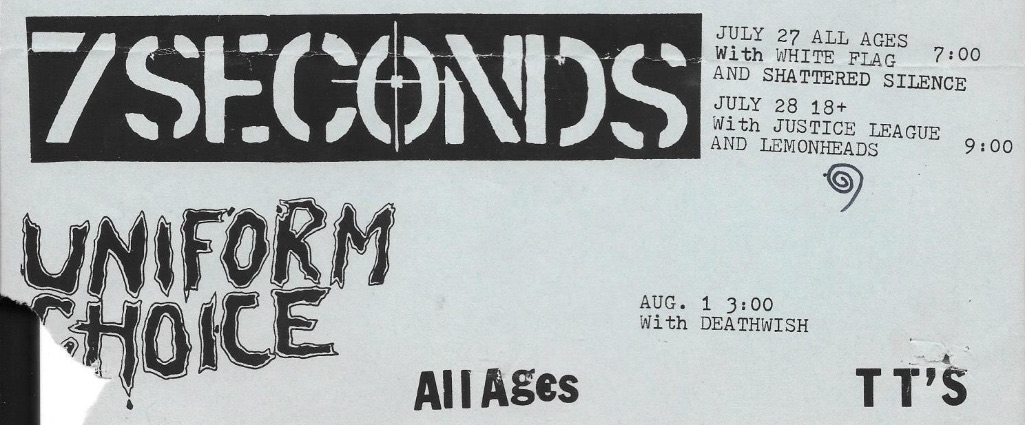 7SECONDS
JULY 27 ALL AGES 7:00
With WHITE FLAG
AND SHATTERED SILENCE
JULY 28 18+
With JUSTICE LEAGUE
AND LEMONHEADS 9:00
UNIFORM
CHOICE
AUG. 1 3:00
With DEATHWISH
All Ages
TT'S